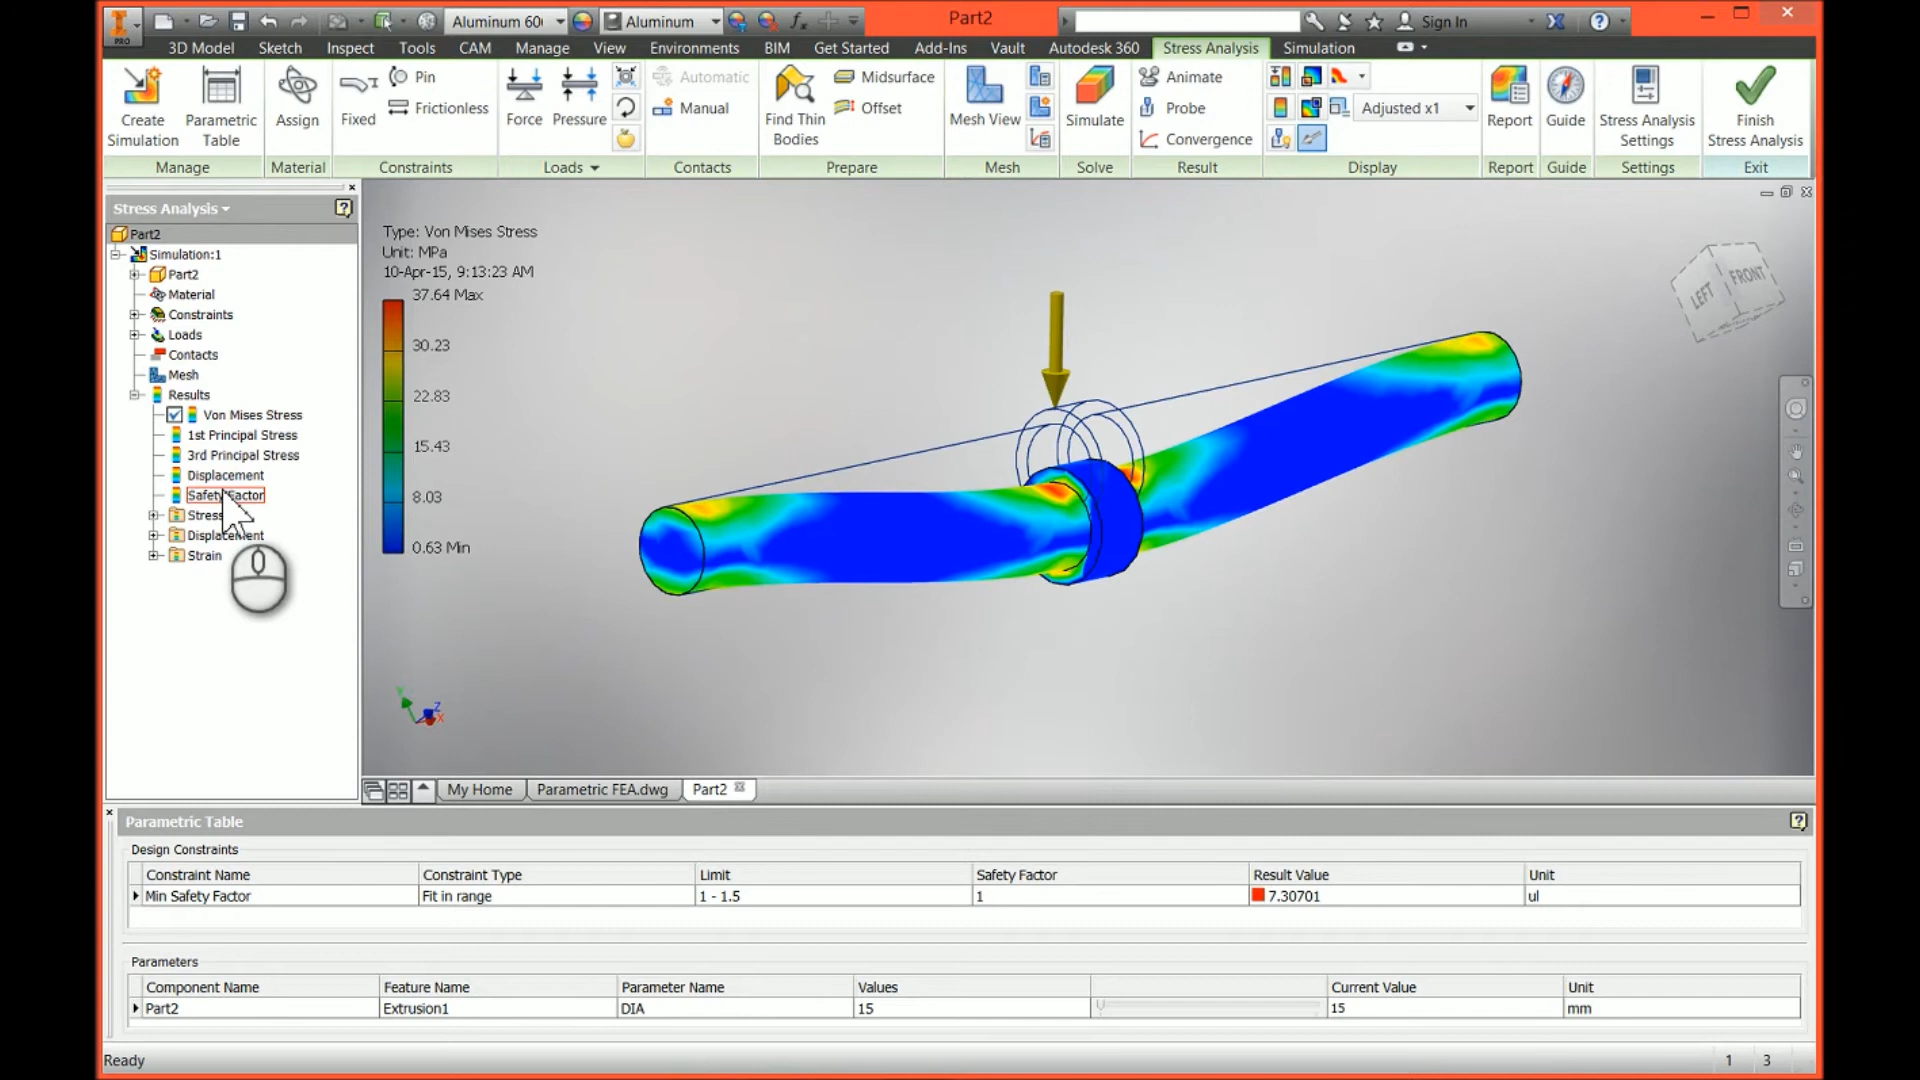 PRO
Aluminum 60
Aluminum
fx
Part2
Sign In
3D Model Sketch Inspect Tools CAM Manage View Environments BIM Get Started Add-Ins Vault Autodesk 360 Stress Analysis Simulation
Create Simulation
Parametric Table
Assign
Fixed
Pin
Frictionless
Force
Pressure
Automatic
Manual
Find Thin Bodies
Midsurface
Offset
Mesh View
Simulate
Animate
Probe
Convergence
Adjusted x1
Report
Guide
Stress Analysis Settings
Finish Stress Analysis
Manage Material Constraints Loads Contacts Prepare Mesh Solve Result Display Report Guide Settings Exit
Stress Analysis
Part2
Simulation:1
Part2
Material
Constraints
Loads
Contacts
Mesh
Results
Von Mises Stress
1st Principal Stress
3rd Principal Stress
Displacement
Safety Factor
Stress
Displacement
Strain
Type: Von Mises Stress
Unit: MPa
10-Apr-15, 9:13:23 AM
37.64 Max
30.23
22.83
15.43
8.03
0.63 Min
LEFT FRONT
Y
Z
X
My Home Parametric FEA.dwg Part2
Parametric Table
Design Constraints
Constraint Name Constraint Type Limit Safety Factor Result Value Unit
Min Safety Factor Fit in range 1 - 1.5 1 7.30701 ul
Parameters
Component Name Feature Name Parameter Name Values Current Value Unit
Part2 Extrusion1 DIA 15 15 mm
Ready 1 3